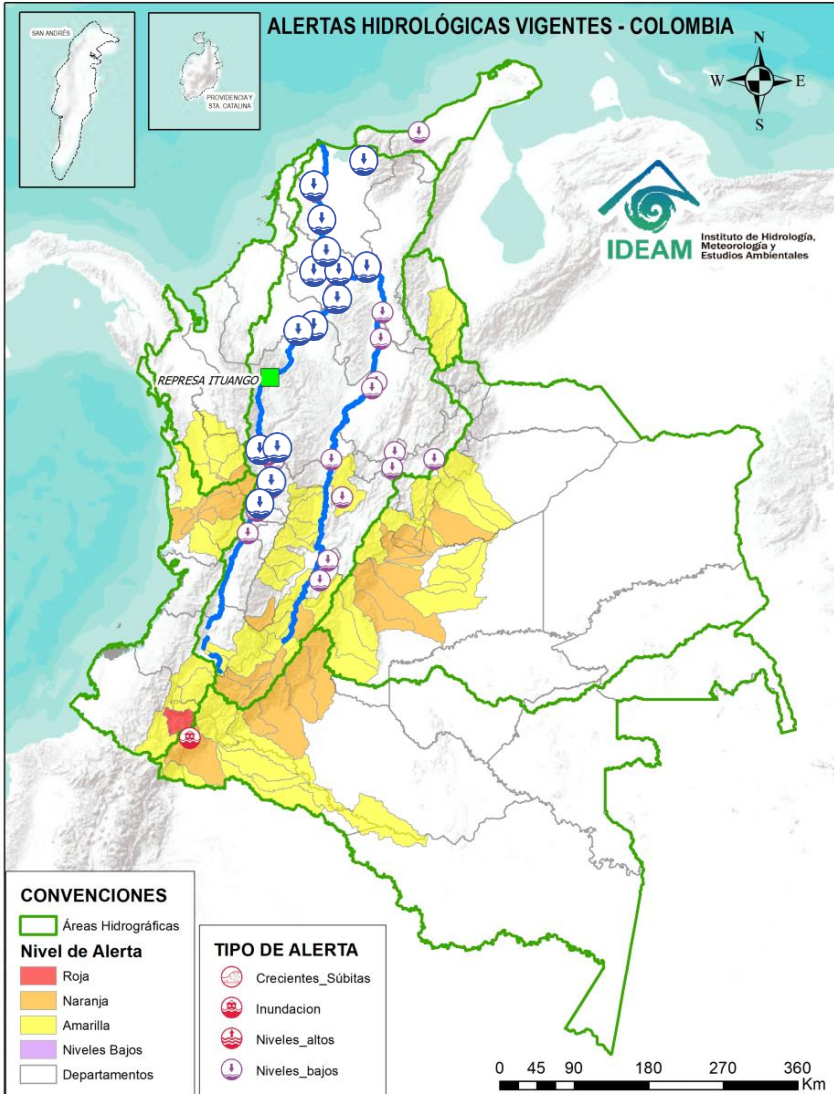 ALERTAS HIDROLÓGICAS VIGENTES - COLOMBIA
SAN ANDRÉS
PROVIDENCIA Y
STA. CATALINA
N
W
E
S
IDEAM
Instituto de Hidrología,
Meteorología y
Estudios Ambientales
REPRESA ITUANGO
CONVENCIONES
Áreas Hidrográficas
Nivel de Alerta
Roja
Naranja
Amarilla
Niveles Bajos
Departamentos
TIPO DE ALERTA
Crecientes_Súbitas
Inundacion
Niveles_altos
Niveles_bajos
0 45 90 180 270 360
Km